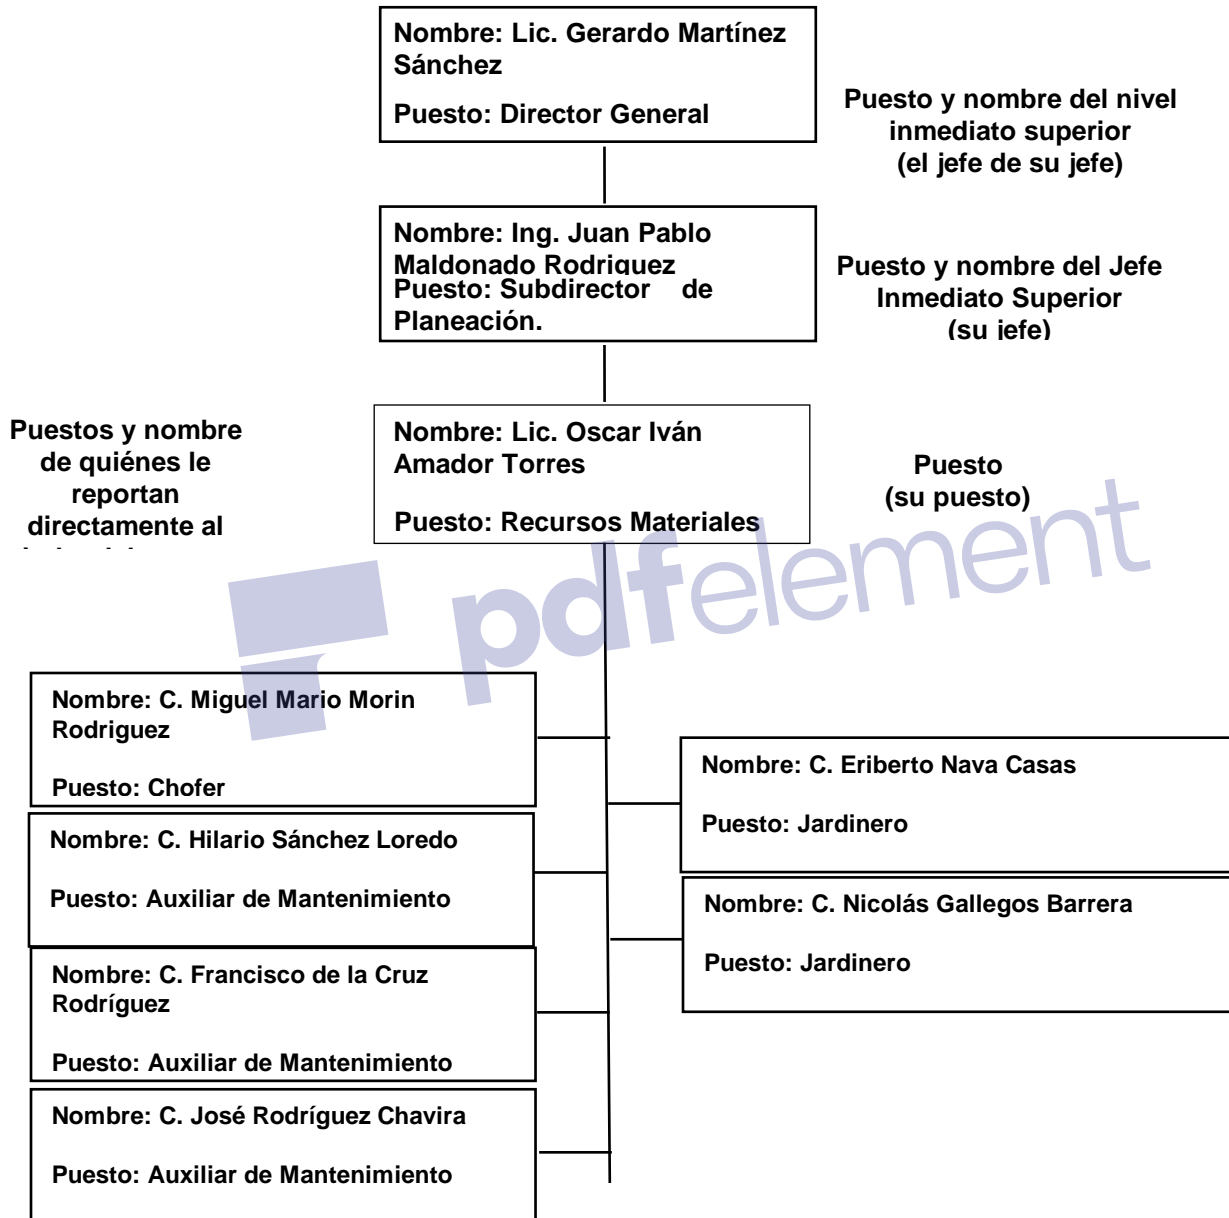 Nombre: Lic. Gerardo Martínez
Sánchez
Puesto: Director General
Puesto y nombre del nivel
inmediato superior
(el jefe de su jefe)
Nombre: Ing. Juan Pablo
Maldonado Rodriguez
Puesto: Subdirector de
Planeación.
Puesto y nombre del Jefe
Inmediato Superior
(su jefe)
Puestos y nombre
de quiénes le
reportan
directamente al
Nombre: Lic. Oscar Iván
Amador Torres
Puesto: Recursos Materiales
Puesto
(su puesto)
pdfelement
Nombre: C. Miguel Mario Morin
Rodriguez
Puesto: Chofer
Nombre: C. Hilario Sánchez Loredo
Puesto: Auxiliar de Mantenimiento
Nombre: C. Francisco de la Cruz
Rodríguez
Puesto: Auxiliar de Mantenimiento
Nombre: C. José Rodríguez Chavira
Puesto: Auxiliar de Mantenimiento
Nombre: C. Eriberto Nava Casas
Puesto: Jardinero
Nombre: C. Nicolás Gallegos Barrera
Puesto: Jardinero